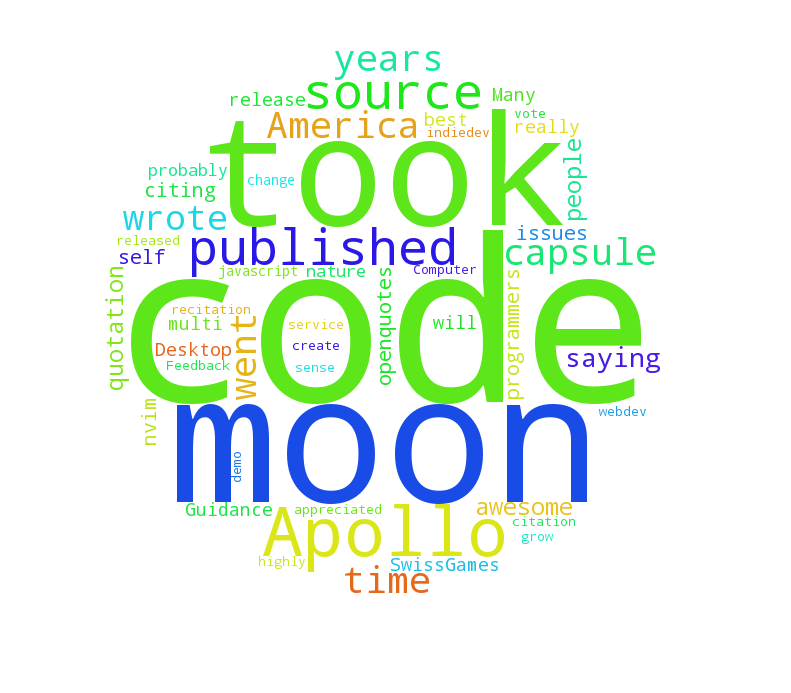 years
source
release
Many
America
best
vote
indiedev
really
took
people
probably
change
citing
wrote
issues
published
capsule
released
self
javascript
nature
Computer
code
quotation
openquotes
programmers
recitation
multi
went
service
will
Desktop
create
saying
Feedback
sense
nvim
moon
webdev
demo
Guidance
appreciated
awesome
Apollo
citation
grow
highly
SwissGames
time